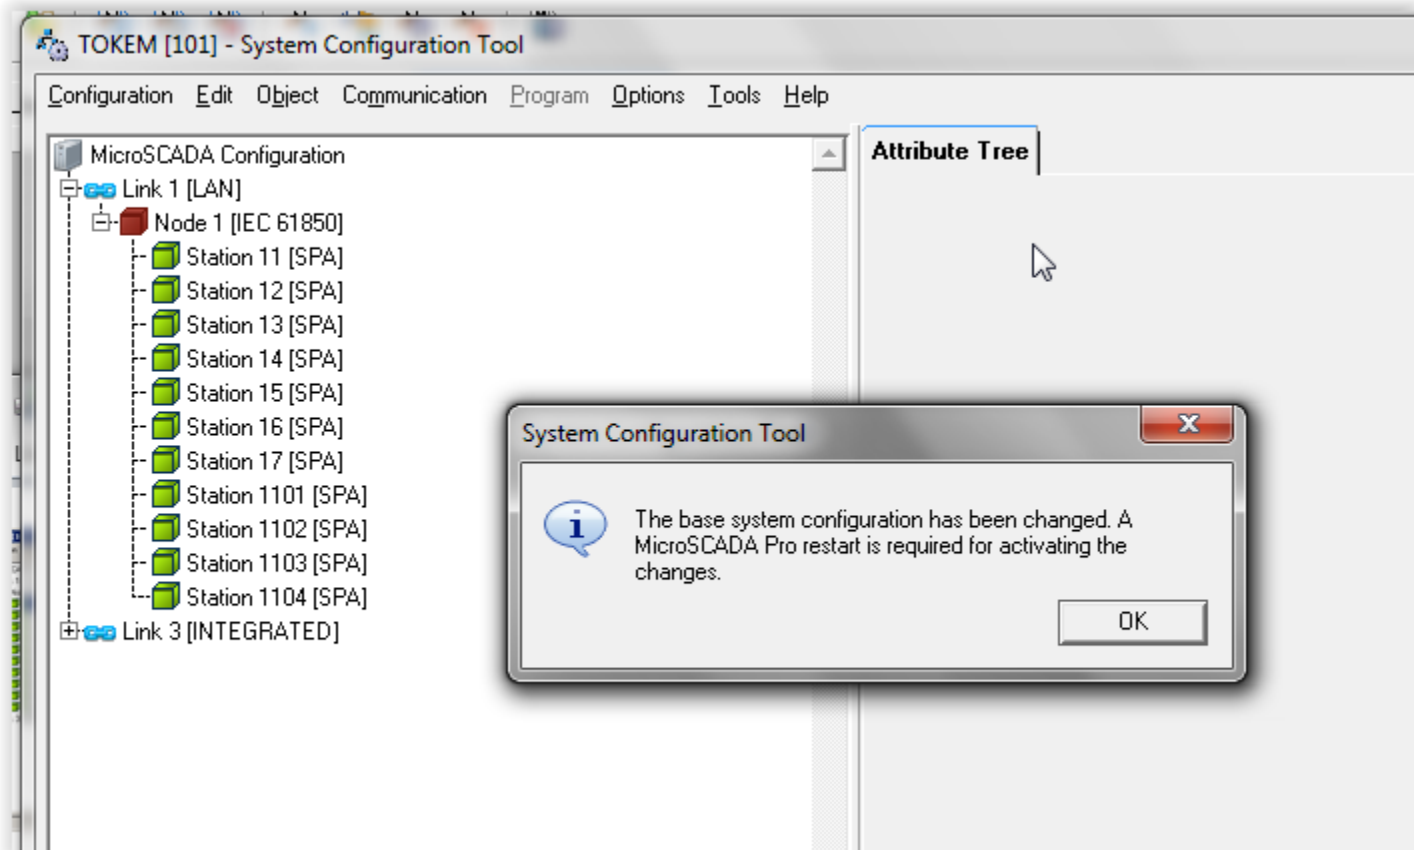 TOKEM [101] - System Configuration Tool
Configuration Edit Object Communication Program Options Tools Help
MicroSCADA Configuration
Link 1 [LAN]
Node 1 [IEC 61850]
Station 11 [SPA]
Station 12 [SPA]
Station 13 [SPA]
Station 14 [SPA]
Station 15 [SPA]
Station 16 [SPA]
Station 17 [SPA]
Station 1101 [SPA]
Station 1102 [SPA]
Station 1103 [SPA]
Station 1104 [SPA]
Link 3 [INTEGRATED]
Attribute Tree
System Configuration Tool
The base system configuration has been changed. A
MicroSCADA Pro restart is required for activating the
changes.
OK